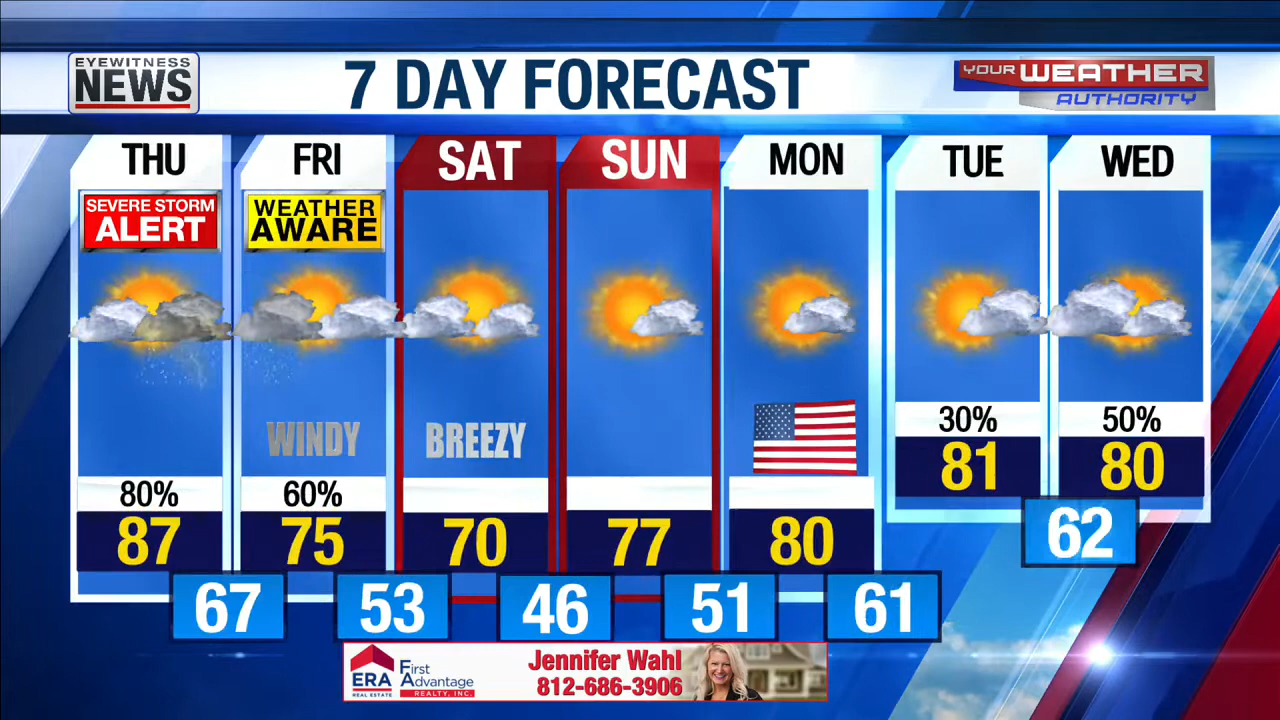 EYEWITNESS
NEWS
7 DAY FORECAST
YOUR WEATHER
AUTHORITY
THU
FRI
SAT
SUN
MON
TUE
WED
SEVERE STORM
ALERT
WEATHER
AWARE
WINDY
BREEZY
80%
60%
30%
50%
87
75
70
77
80
81
80
67
53
46
51
61
62
ERA
REAL ESTATE
First
Advantage
REALTY, INC.
Jennifer Wahl
812-686-3906